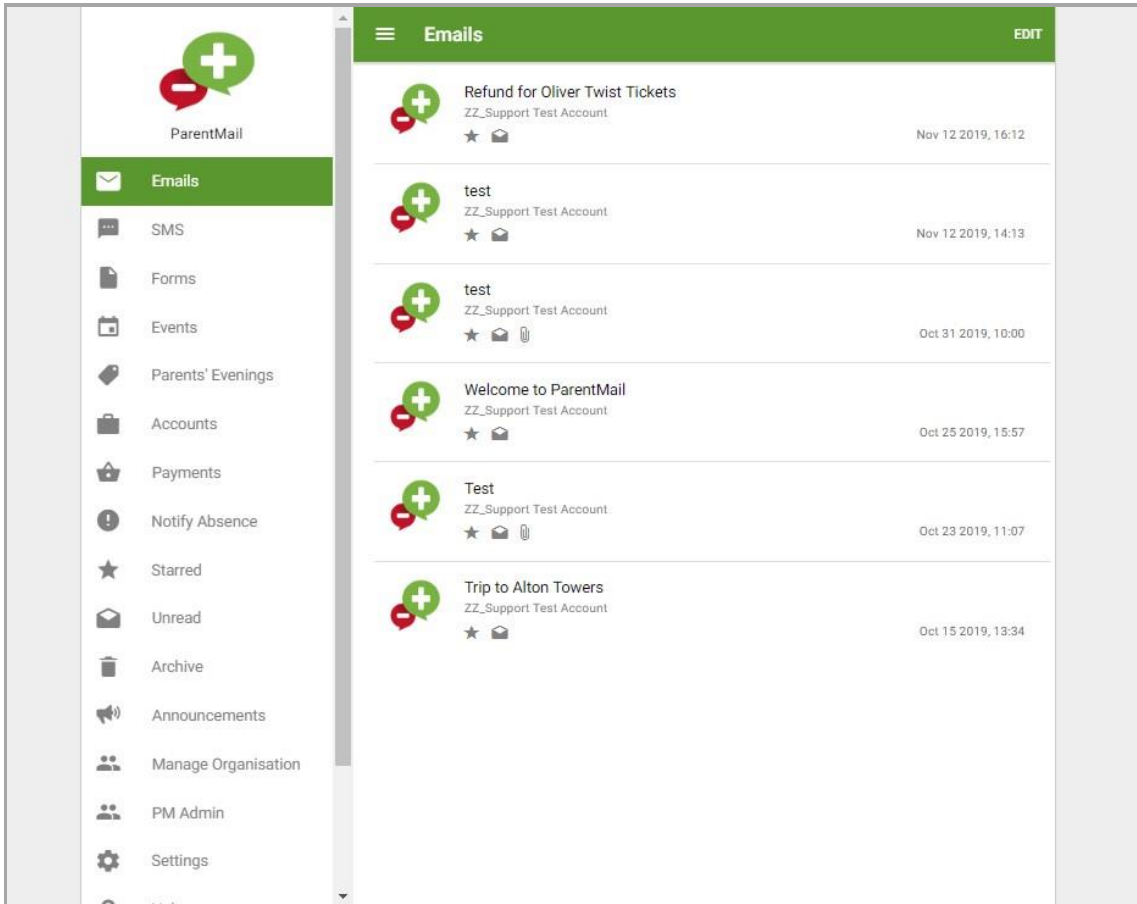 ParentMail
Emails
SMS
Forms
Events
Parents' Evenings
Accounts
Payments
Notify Absence
Starred
Unread
Archive
Announcements
Manage Organisation
PM Admin
Settings
Emails
EDIT
Refund for Oliver Twist Tickets
ZZ_Support Test Account
Nov 12 2019, 16:12
test
ZZ_Support Test Account
Nov 12 2019, 14:13
test
ZZ_Support Test Account
Oct 31 2019, 10:00
Welcome to ParentMail
ZZ_Support Test Account
Oct 25 2019, 15:57
Test
ZZ_Support Test Account
Oct 23 2019, 11:07
Trip to Alton Towers
ZZ_Support Test Account
Oct 15 2019, 13:34